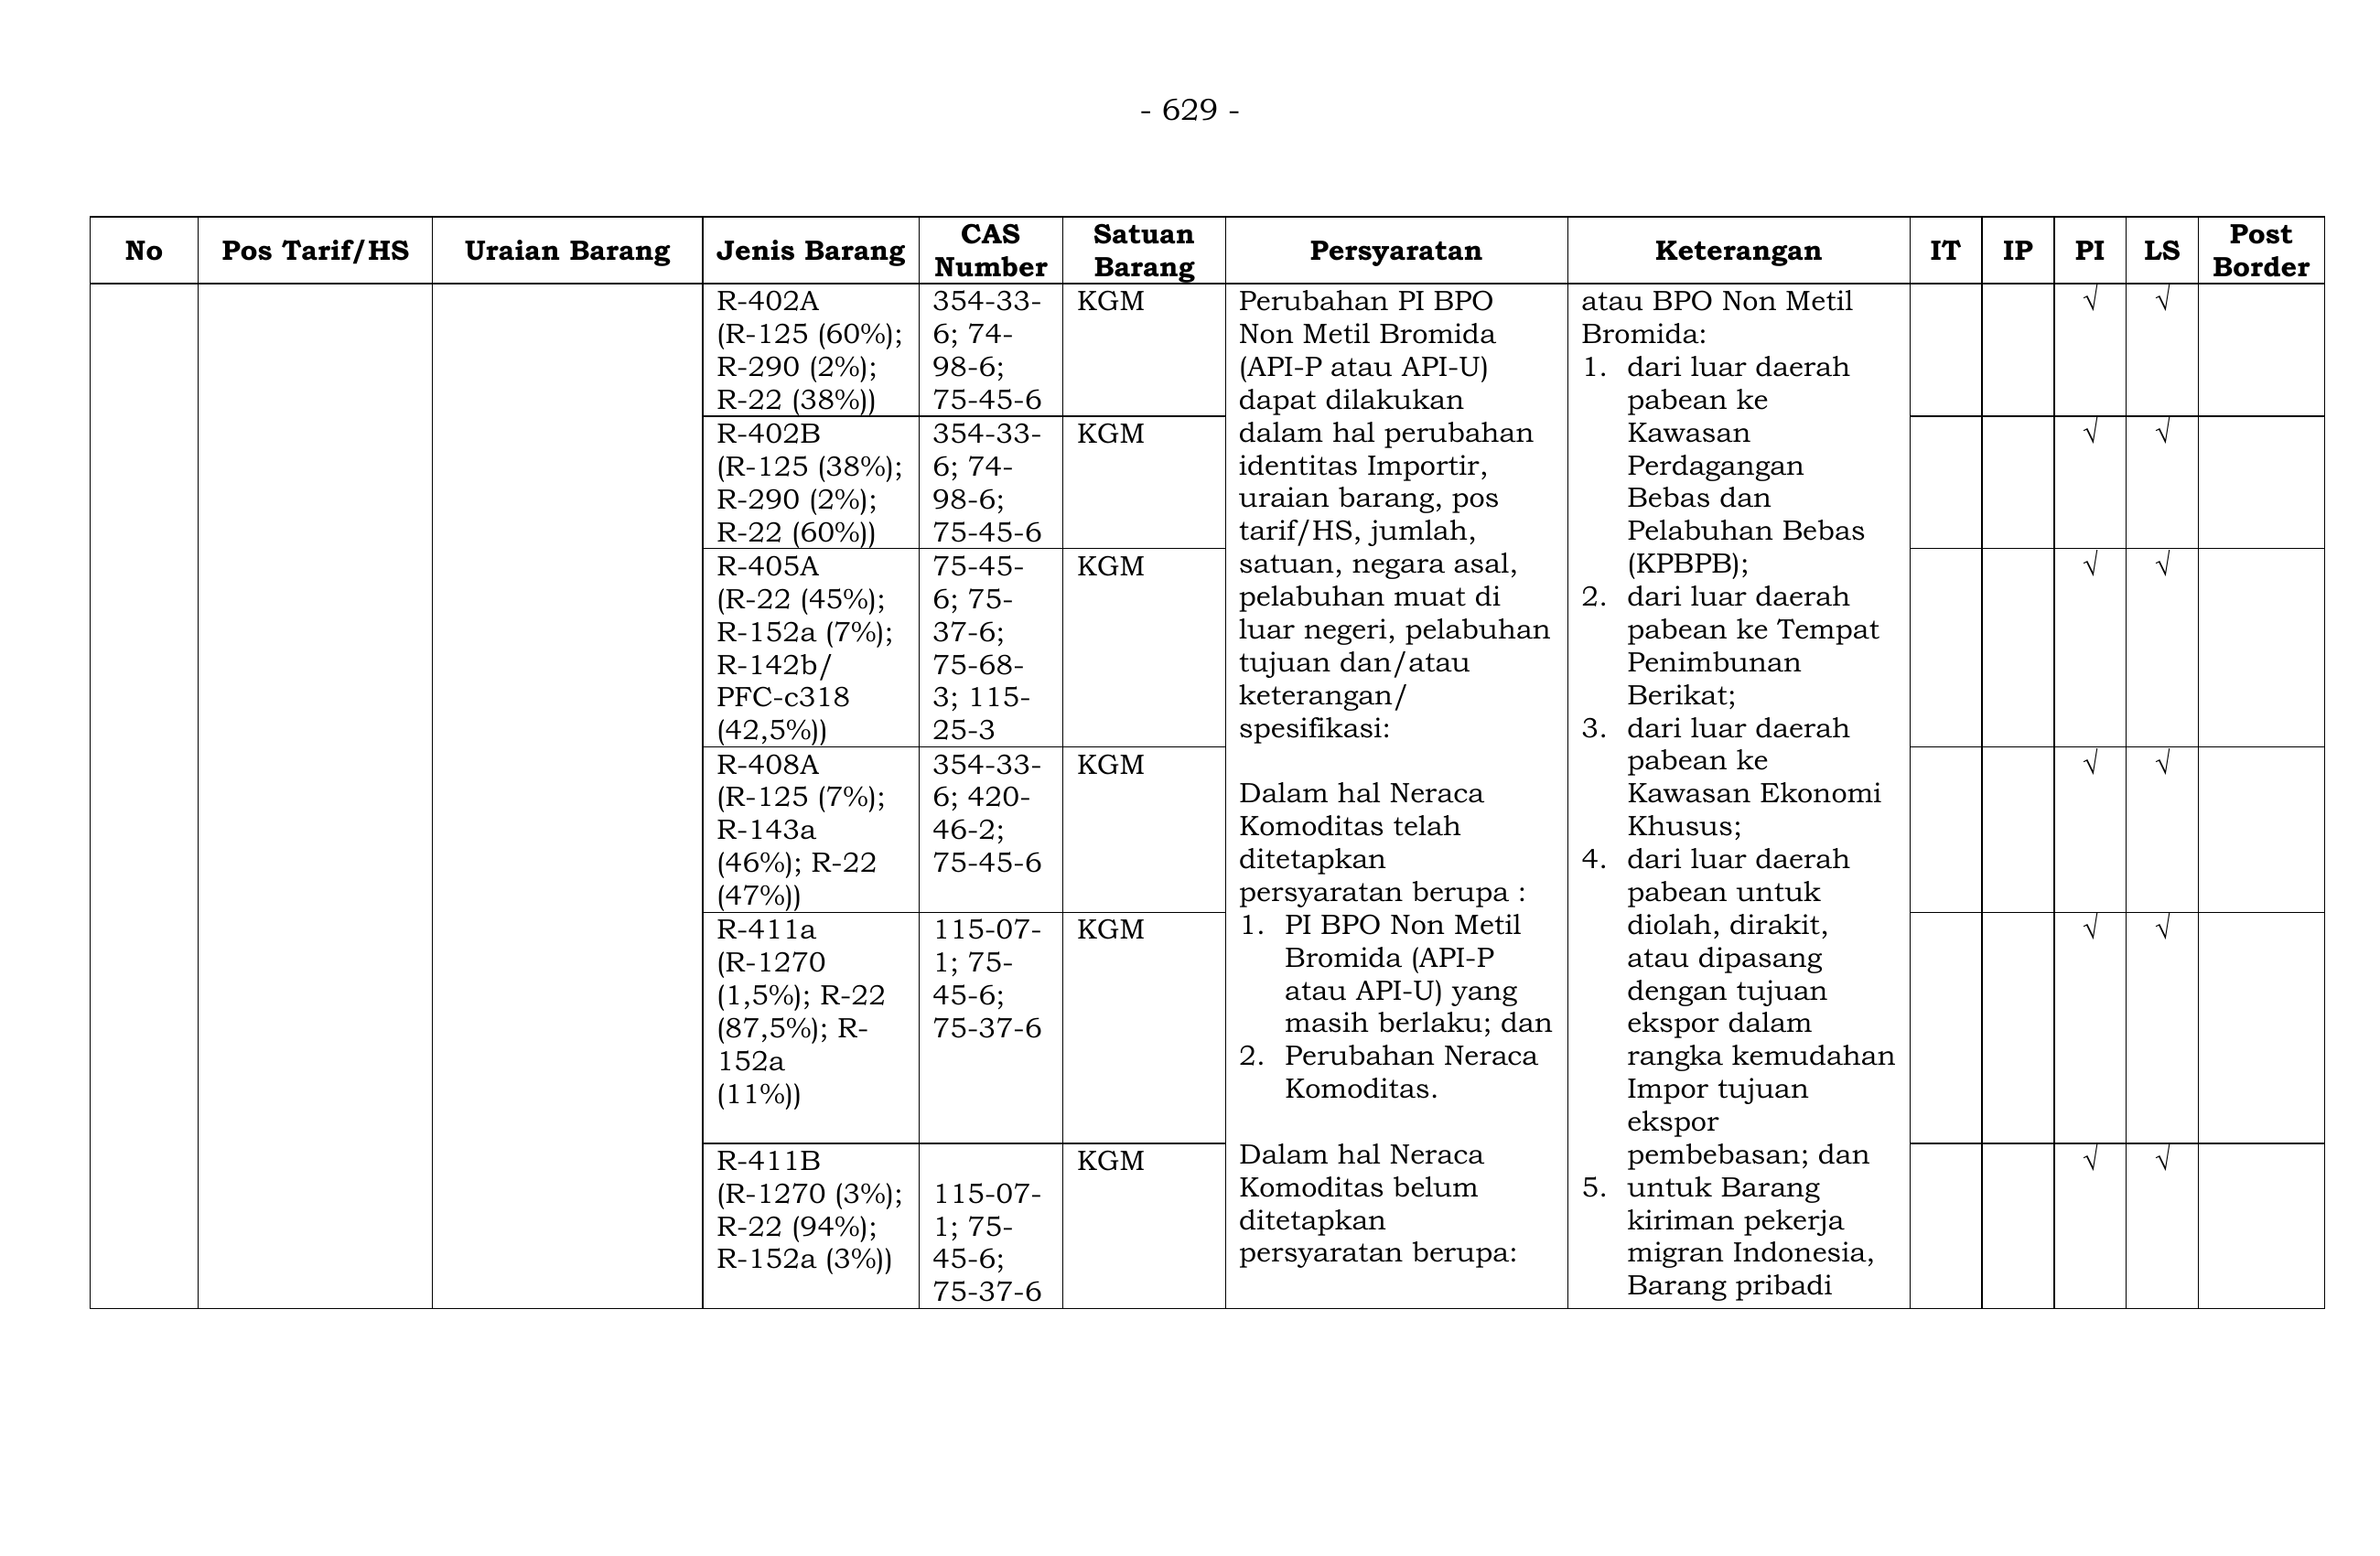 - 629 -
No
Pos Tarif/HS
Uraian Barang
Jenis Barang
CAS
Number
Satuan
Barang
Persyaratan
Keterangan
IT
IP
PI
LS
Post
Border
R-402A
(R-125 (60%);
R-290 (2%);
R-22 (38%))
354-33-
6; 74-
98-6;
75-45-6
KGM
√
√
R-402B
(R-125 (38%);
R-290 (2%);
R-22 (60%))
354-33-
6; 74-
98-6;
75-45-6
KGM
√
√
R-405A
(R-22 (45%);
R-152a (7%);
R-142b/
PFC-c318
(42,5%))
75-45-
6; 75-
37-6;
75-68-
3; 115-
25-3
KGM
√
√
R-408A
(R-125 (7%);
R-143a
(46%); R-22
(47%))
354-33-
6; 420-
46-2;
75-45-6
KGM
√
√
R-411a
(R-1270
(1,5%); R-22
(87,5%); R-
152a
(11%))
115-07-
1; 75-
45-6;
75-37-6
KGM
√
√
R-411B
(R-1270 (3%);
R-22 (94%);
R-152a (3%))
115-07-
1; 75-
45-6;
75-37-6
KGM
√
√
Perubahan PI BPO
Non Metil Bromida
(API-P atau API-U)
dapat dilakukan
dalam hal perubahan
identitas Importir,
uraian barang, pos
tarif/HS, jumlah,
satuan, negara asal,
pelabuhan muat di
luar negeri, pelabuhan
tujuan dan/atau
keterangan/
spesifikasi:
Dalam hal Neraca
Komoditas telah
ditetapkan
persyaratan berupa :
1. PI BPO Non Metil
Bromida (API-P
atau API-U) yang
masih berlaku; dan
2. Perubahan Neraca
Komoditas.
Dalam hal Neraca
Komoditas belum
ditetapkan
persyaratan berupa:
atau BPO Non Metil
Bromida:
1. dari luar daerah
pabean ke
Kawasan
Perdagangan
Bebas dan
Pelabuhan Bebas
(KPBPB);
2. dari luar daerah
pabean ke Tempat
Penimbunan
Berikat;
3. dari luar daerah
pabean ke
Kawasan Ekonomi
Khusus;
4. dari luar daerah
pabean untuk
diolah, dirakit,
atau dipasang
dengan tujuan
ekspor dalam
rangka kemudahan
Impor tujuan
ekspor
pembebasan; dan
5. untuk Barang
kiriman pekerja
migran Indonesia,
Barang pribadi